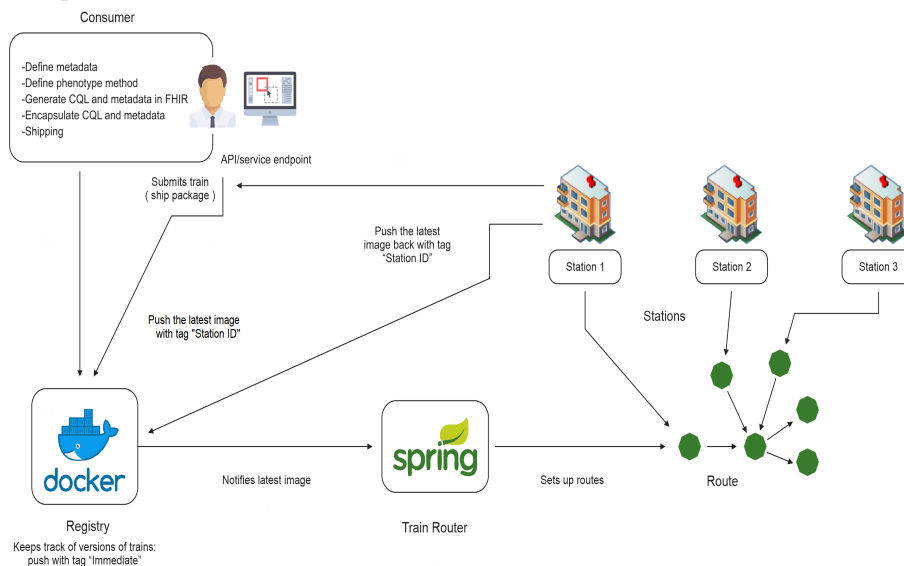 Consumer
-Define metadata
-Define phenotype method
-Generate CQL and metadata in FHIR
-Encapsulate CQL and metadata
-Shipping
API/service endpoint
Submits train
( ship package )
Push the latest
image back with tag
“Station ID”
Station 1
Station 2
Station 3
Stations
Push the latest image
with tag "Station ID"
docker
Notifies latest image
spring
Sets up routes
Route
Registry
Train Router
Keeps track of versions of trains:
push with tag “Immediate”